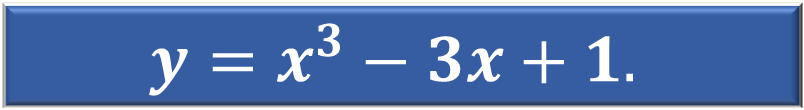 y = x³ − 3x + 1.